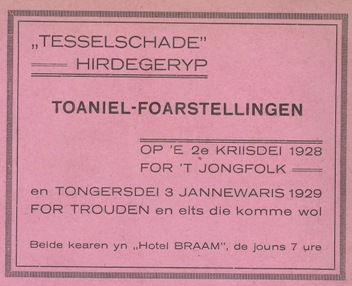 „TESSELSCHADE”
HIRDEGERYP
TOANIEL-FOARSTELLINGEN
OP 'E 2e KRIISDEI 1928
FOR 'T JONGFOLK
en TONGERSDEI 3 JANNEWARIS 1929
FOR TROUDEN en elts die komme wol
Beide kearen yn „Hotel BRAAM”, de jouns 7 ure